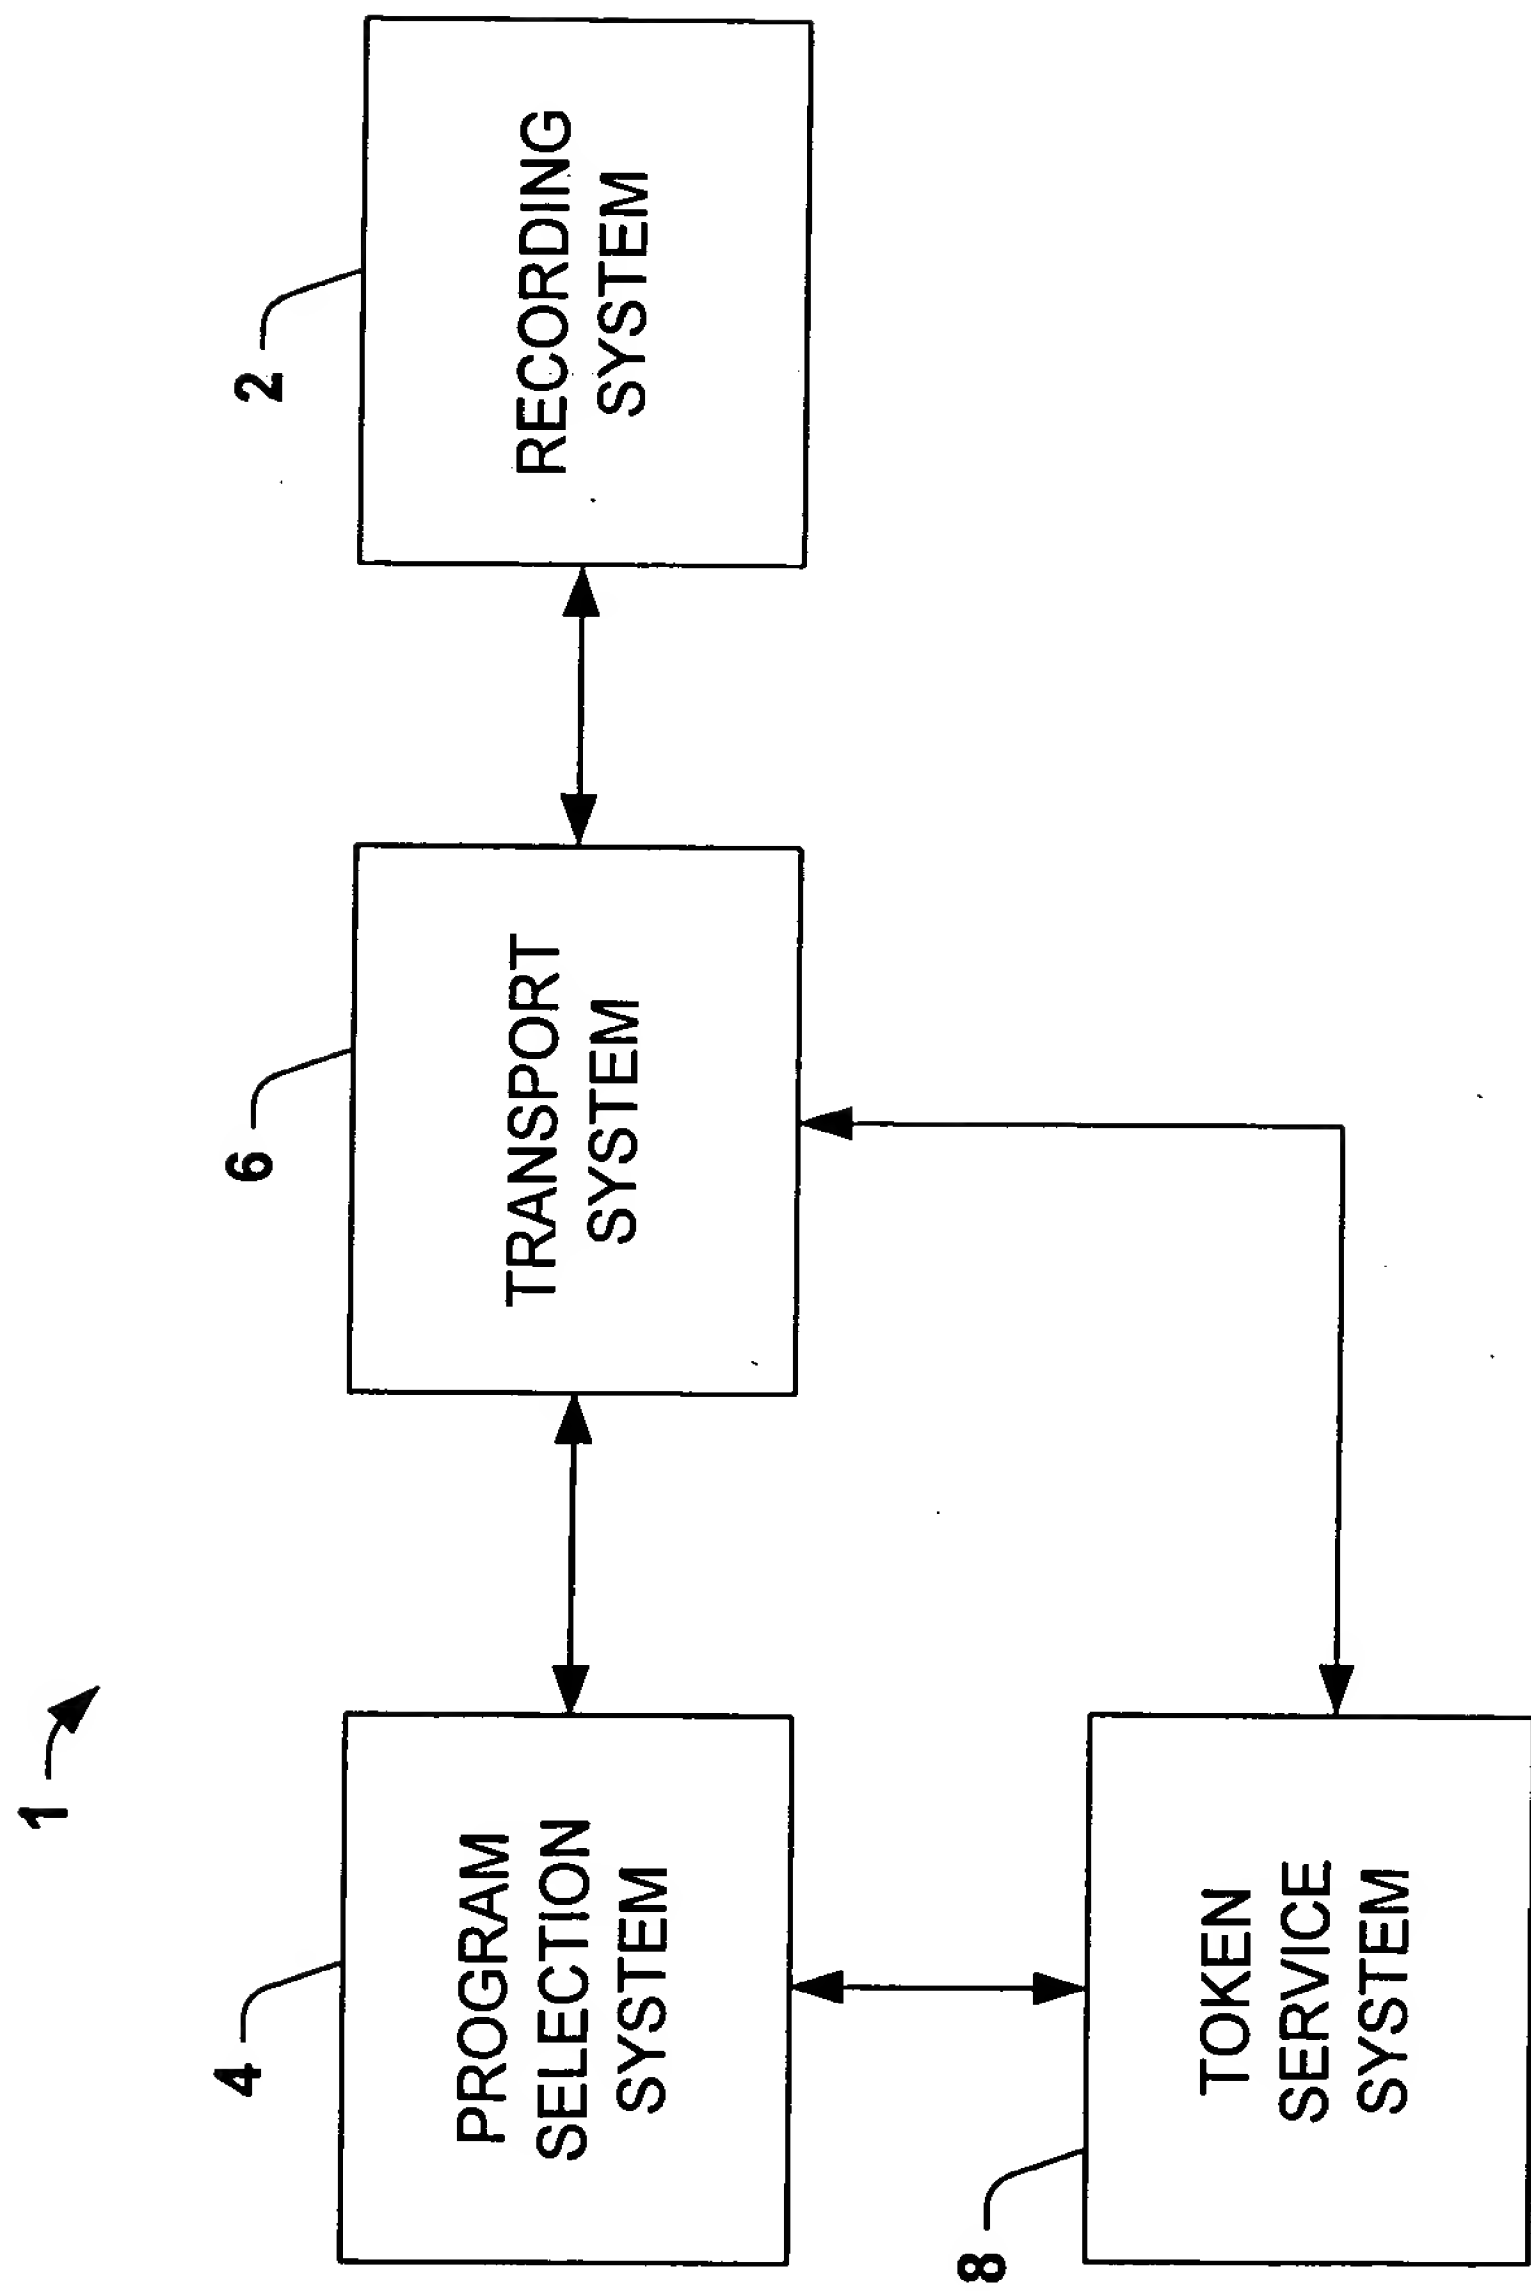 1
4
PROGRAM
SELECTION
SYSTEM
6
TRANSPORT
SYSTEM
2
RECORDING
SYSTEM
8
TOKEN
SERVICE
SYSTEM